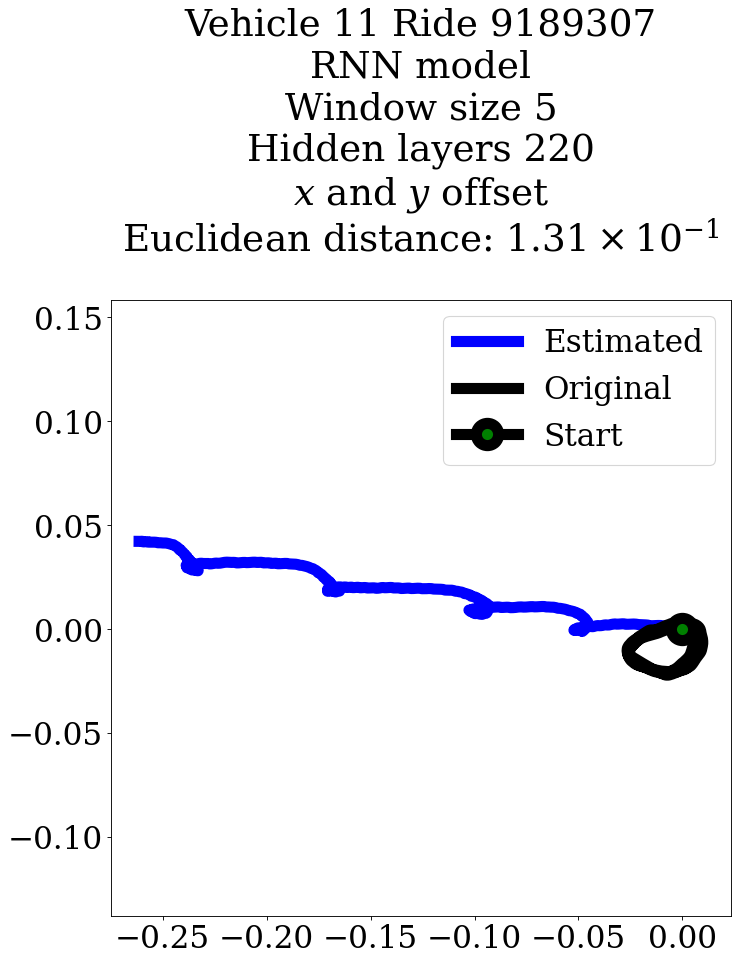 Vehicle 11 Ride 9189307
RNN model
Window size 5
Hidden layers 220
x and y offset
Euclidean distance: 1.31 × 10⁻¹
Estimated
Original
Start
0.15
0.10
0.05
0.00
−0.05
−0.10
−0.25 −0.20 −0.15 −0.10 −0.05 0.00